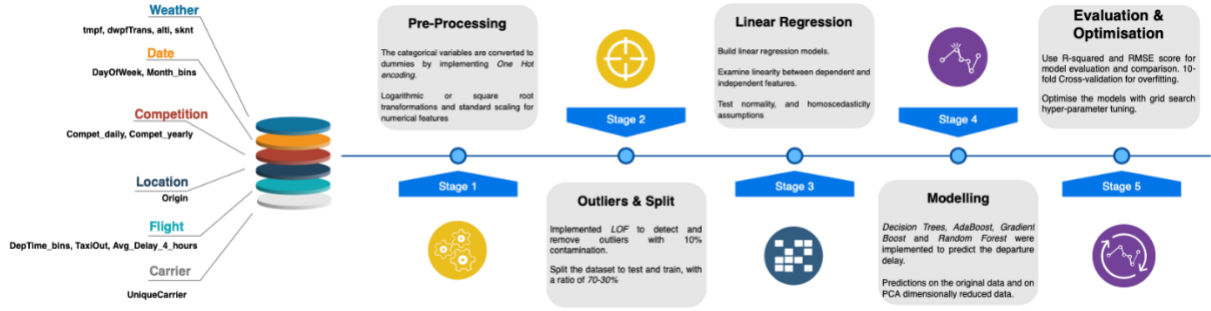 Weather
tmpf, dwpfTrans, alti, sknt
Date
DayOfWeek, Month_bins
Competition
Compet_daily, Compet_yearly
Location
Origin
Flight
DepTime_bins, TaxiOut, Avg_Delay_4_hours
Carrier
UniqueCarrier
Pre-Processing
The categorical variables are converted to
dummies by implementing One Hot
encoding.
Logarithmic or square root
transformations and standard scaling for
numerical features
Stage 1
Stage 2
Outliers & Split
Implemented LOF to detect and
remove outliers with 10%
contamination.
Split the dataset to test and train, with
a ratio of 70-30%
Linear Regression
Build linear regression models.
Examine linearity between dependent and
independent features.
Test normality, and homoscedasticity
assumptions
Stage 3
Stage 4
Modelling
Decision Trees, AdaBoost, Gradient
Boost and Random Forest were
implemented to predict the departure
delay.
Predictions on the original data and on
PCA dimensionally reduced data.
Evaluation &
Optimisation
Use R-squared and RMSE score for
model evaluation and comparison. 10-
fold Cross-validation for overfitting.
Optimise the models with grid search
hyper-parameter tuning.
Stage 5